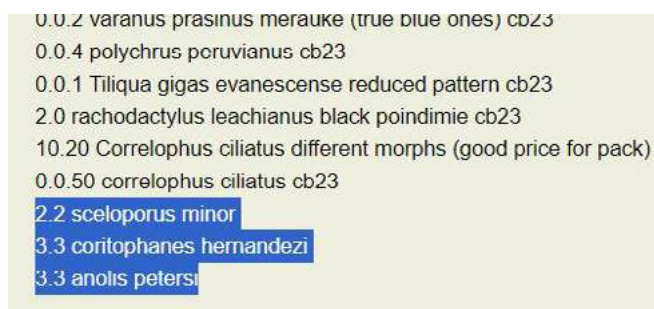 0.0.2 varanus prasinus merauke (true blue ones) cb23
0.0.4 polychrus peruvianus cb23
0.0.1 Tiliqua gigas evanescense reduced pattern cb23
2.0 rachodactylus leachianus black poindimie cb23
10.20 Correlophus ciliatus different morphs (good price for pack)
0.0.50 correlophus ciliatus cb23
2.2 sceloporus minor
3.3 coritophanes hernandezi
3.3 anolis petersi